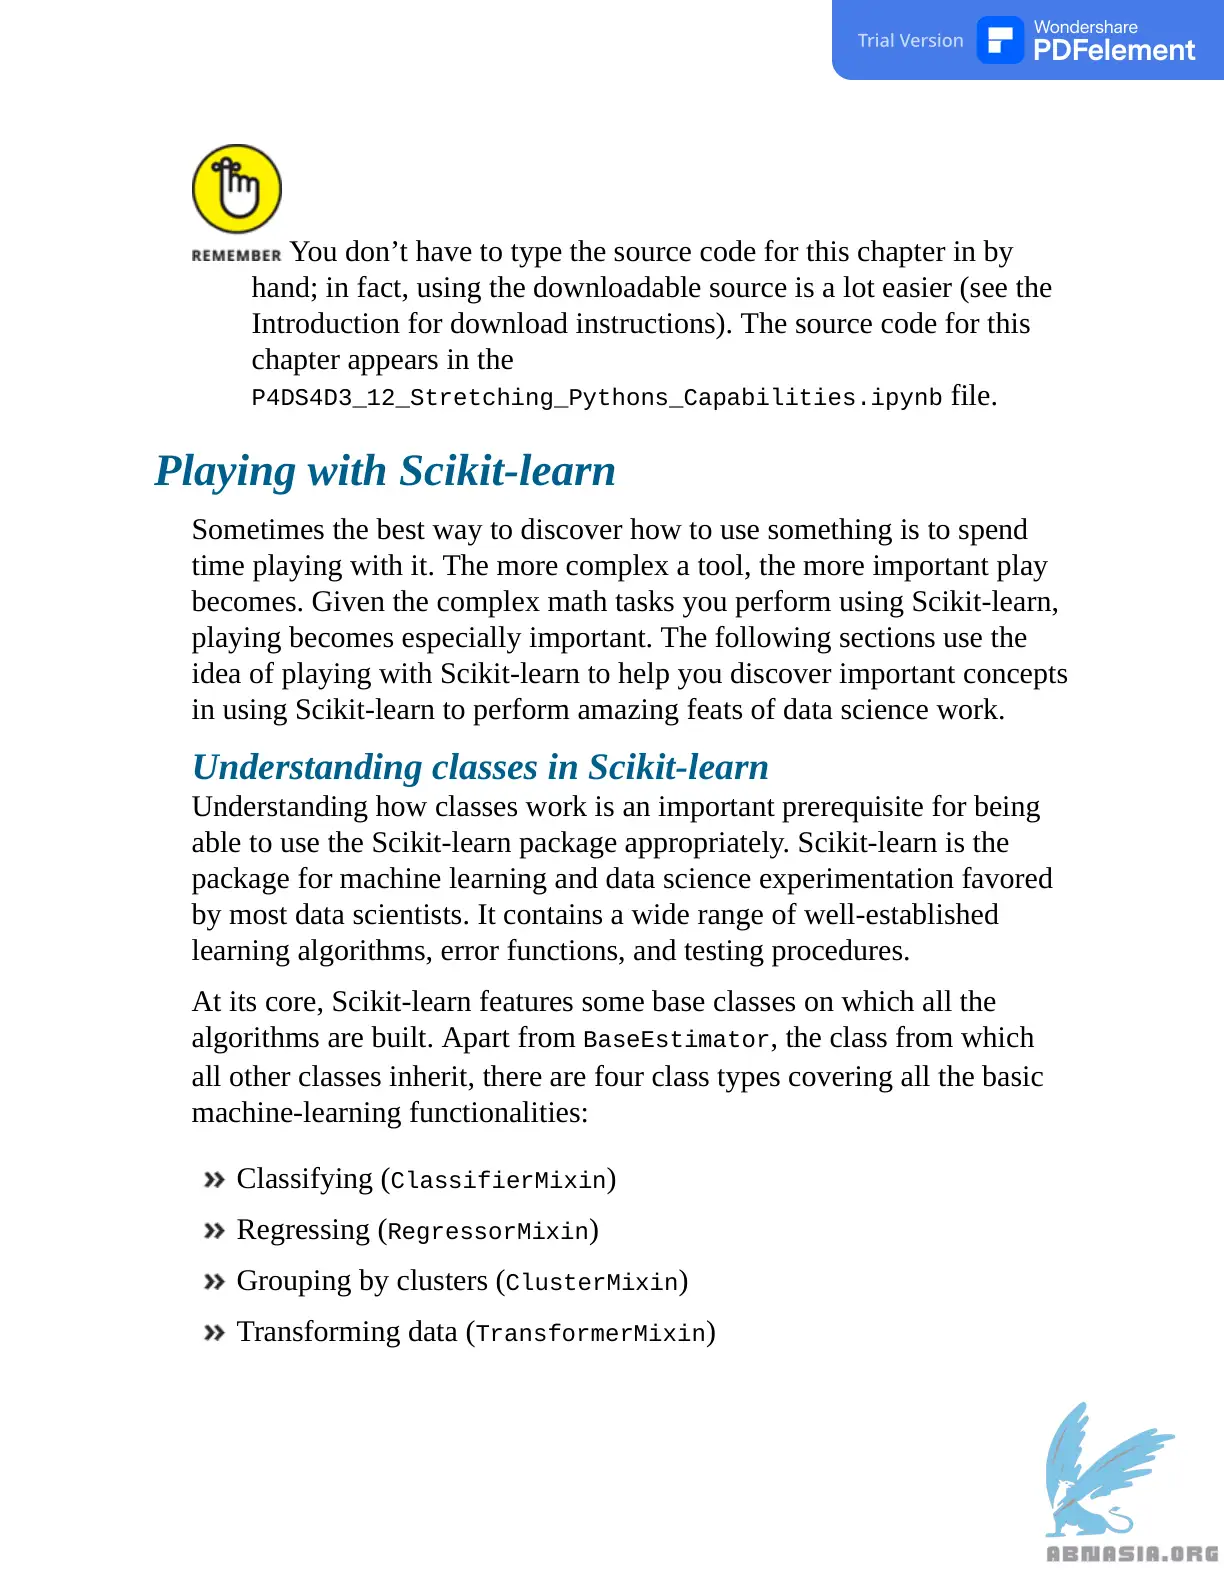 Trial Version
Wondershare
PDFelement
REMEMBER You don’t have to type the source code for this chapter in by
hand; in fact, using the downloadable source is a lot easier (see the
Introduction for download instructions). The source code for this
chapter appears in the
P4DS4D3_12_Stretching_Pythons_Capabilities.ipynb file.
Playing with Scikit-learn
Sometimes the best way to discover how to use something is to spend
time playing with it. The more complex a tool, the more important play
becomes. Given the complex math tasks you perform using Scikit-learn,
playing becomes especially important. The following sections use the
idea of playing with Scikit-learn to help you discover important concepts
in using Scikit-learn to perform amazing feats of data science work.
Understanding classes in Scikit-learn
Understanding how classes work is an important prerequisite for being
able to use the Scikit-learn package appropriately. Scikit-learn is the
package for machine learning and data science experimentation favored
by most data scientists. It contains a wide range of well-established
learning algorithms, error functions, and testing procedures.
At its core, Scikit-learn features some base classes on which all the
algorithms are built. Apart from BaseEstimator, the class from which
all other classes inherit, there are four class types covering all the basic
machine-learning functionalities:
» Classifying (ClassifierMixin)
» Regressing (RegressorMixin)
» Grouping by clusters (ClusterMixin)
» Transforming data (TransformerMixin)
ABNASIA.ORG